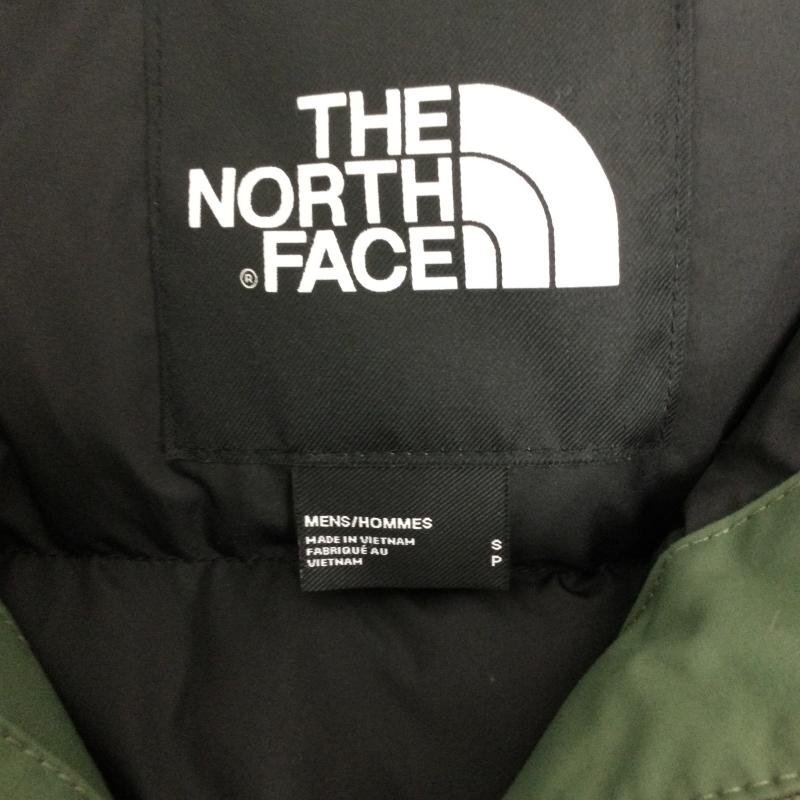 THE
NORTH
® FACE
MENS/HOMMES
MADE IN VIETNAM
FABRIQUÉ AU
VIETNAM
S
P